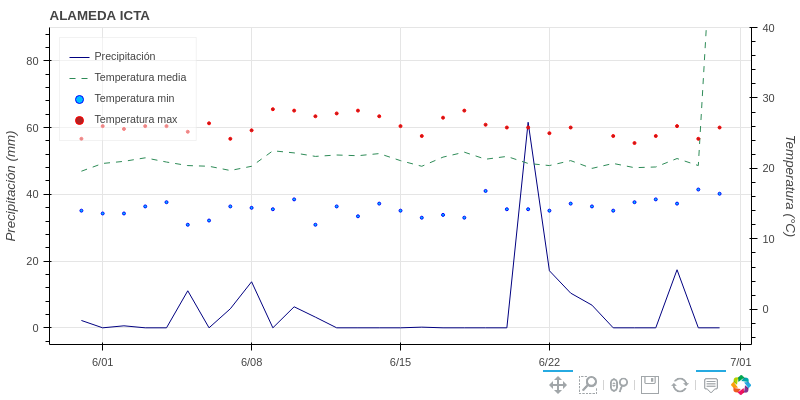 ALAMEDA ICTA
Precipitación
Temperatura media
Temperatura min
Temperatura max
Precipitación (mm)
80
60
40
20
0
Temperatura (°C)
40
30
20
10
0
6/01
6/08
6/15
6/22
7/01